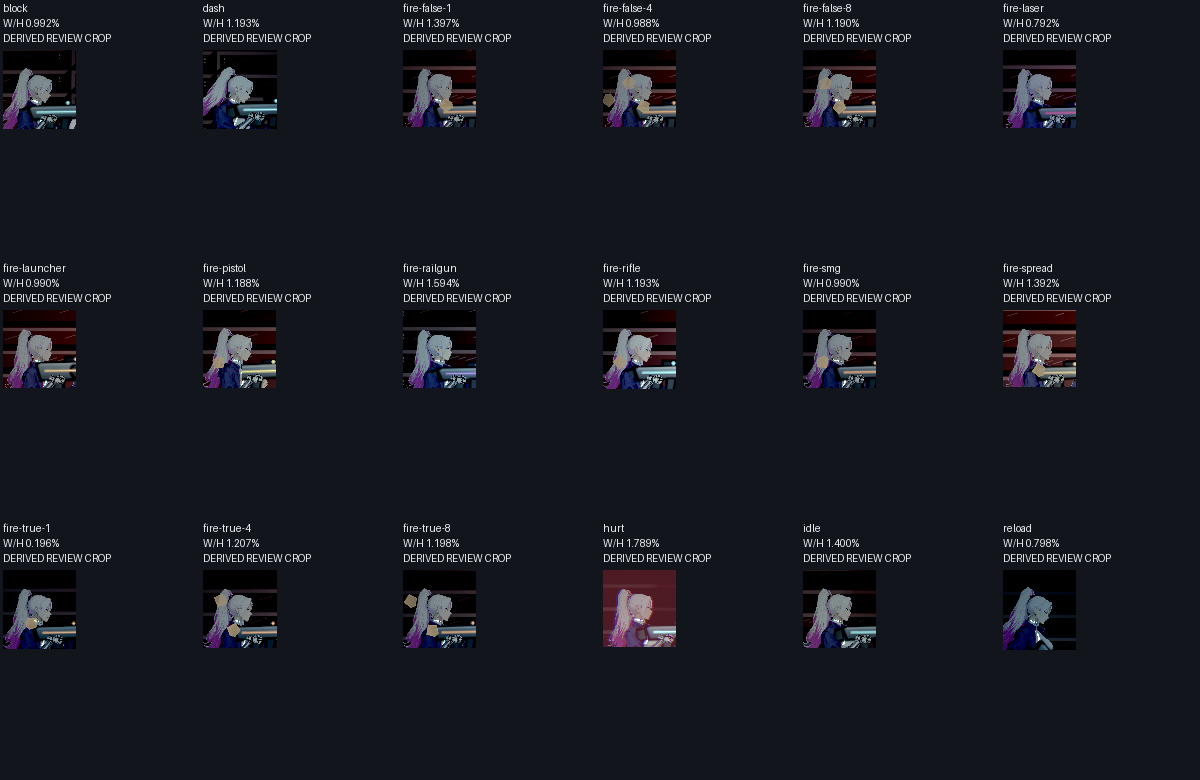 block
W/H 0.992%
DERIVED REVIEW CROP
dash
W/H 1.193%
DERIVED REVIEW CROP
fire-false-1
W/H 1.397%
DERIVED REVIEW CROP
fire-false-4
W/H 0.988%
DERIVED REVIEW CROP
fire-false-8
W/H 1.190%
DERIVED REVIEW CROP
fire-laser
W/H 0.792%
DERIVED REVIEW CROP
fire-launcher
W/H 0.990%
DERIVED REVIEW CROP
fire-pistol
W/H 1.188%
DERIVED REVIEW CROP
fire-railgun
W/H 1.594%
DERIVED REVIEW CROP
fire-rifle
W/H 1.193%
DERIVED REVIEW CROP
fire-smg
W/H 0.990%
DERIVED REVIEW CROP
fire-spread
W/H 1.392%
DERIVED REVIEW CROP
fire-true-1
W/H 0.196%
DERIVED REVIEW CROP
fire-true-4
W/H 1.207%
DERIVED REVIEW CROP
fire-true-8
W/H 1.198%
DERIVED REVIEW CROP
hurt
W/H 1.789%
DERIVED REVIEW CROP
idle
W/H 1.400%
DERIVED REVIEW CROP
reload
W/H 0.798%
DERIVED REVIEW CROP